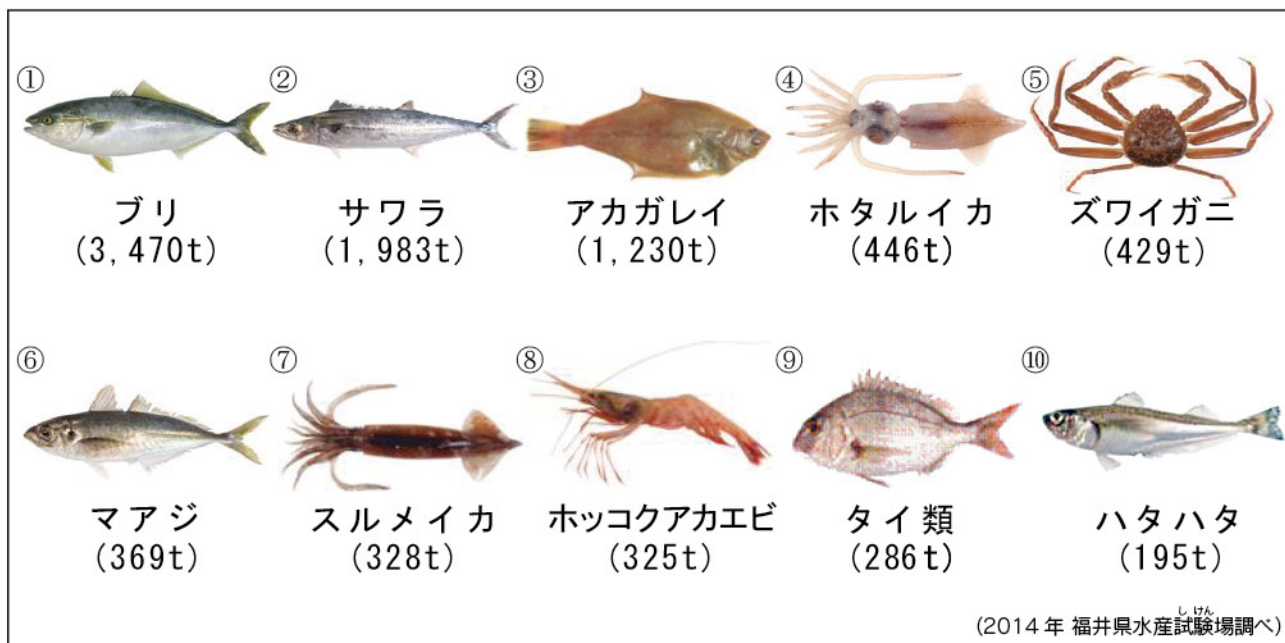 ①
ブリ
(3,470t)
②
サワラ
(1,983t)
③
アカガレイ
(1,230t)
④
ホタルイカ
(446t)
⑤
ズワイガニ
(429t)
⑥
マアジ
(369t)
⑦
スルメイカ
(328t)
⑧
ホッコクアカエビ
(325t)
⑨
タイ類
(286t)
⑩
ハタハタ
(195t)
しけん
(2014年 福井県水産試験場調べ)